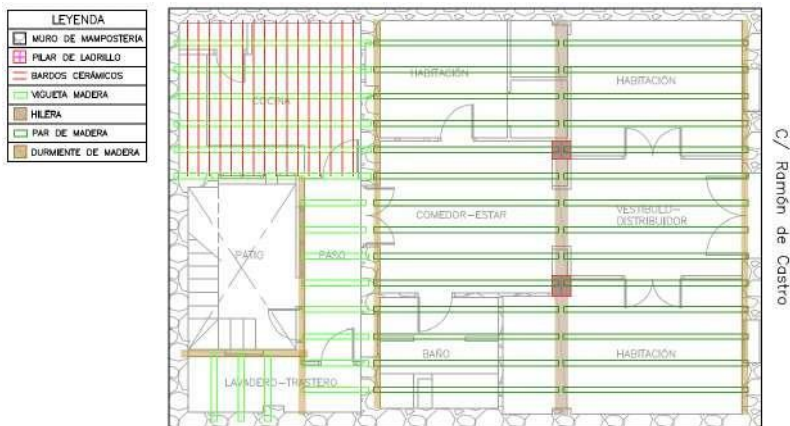 LEYENDA
MURO DE MAMPOSTERÍA
PILAR DE LADRILLO
BARDOS CERÁMICOS
VIGUETA MADERA
HILERA
PAR DE MADERA
DURMIENTE DE MADERA
COCINA
HABITACIÓN
HABITACIÓN
PATIO
PASO
COMEDOR-ESTAR
VESTIBULO-
DISTRIBUIDOR
LAVADERO-TRASTERO
BAÑO
HABITACIÓN
C/ Ramón de Castro